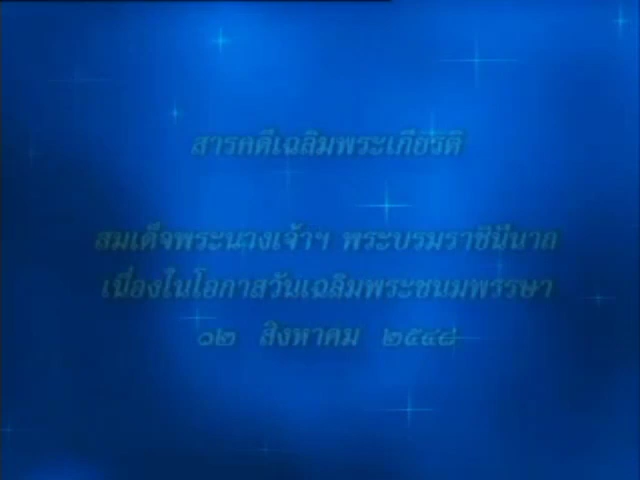 สารคดีเฉลิมพระเกียรติ
สมเด็จพระนางเจ้าฯ พระบรมราชินีนาถ
เนื่องในโอกาสวันเฉลิมพระชนมพรรษา
๑๒ สิงหาคม ๒๕๔๘